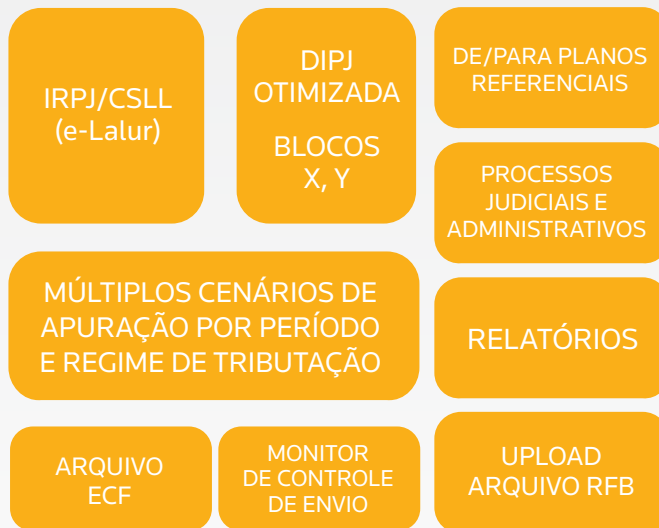 IRPJ/CSLL
(e-Lalur)
DIPJ
OTIMIZADA
BLOCOS
X, Y
DE/PARA PLANOS
REFERENCIAIS
PROCESSOS
JUDICIAIS E
ADMINISTRATIVOS
MÚLTIPLOS CENÁRIOS DE
APURAÇÃO POR PERÍODO
E REGIME DE TRIBUTAÇÃO
RELATÓRIOS
ARQUIVO
ECF
MONITOR
DE CONTROLE
DE ENVIO
UPLOAD
ARQUIVO RFB